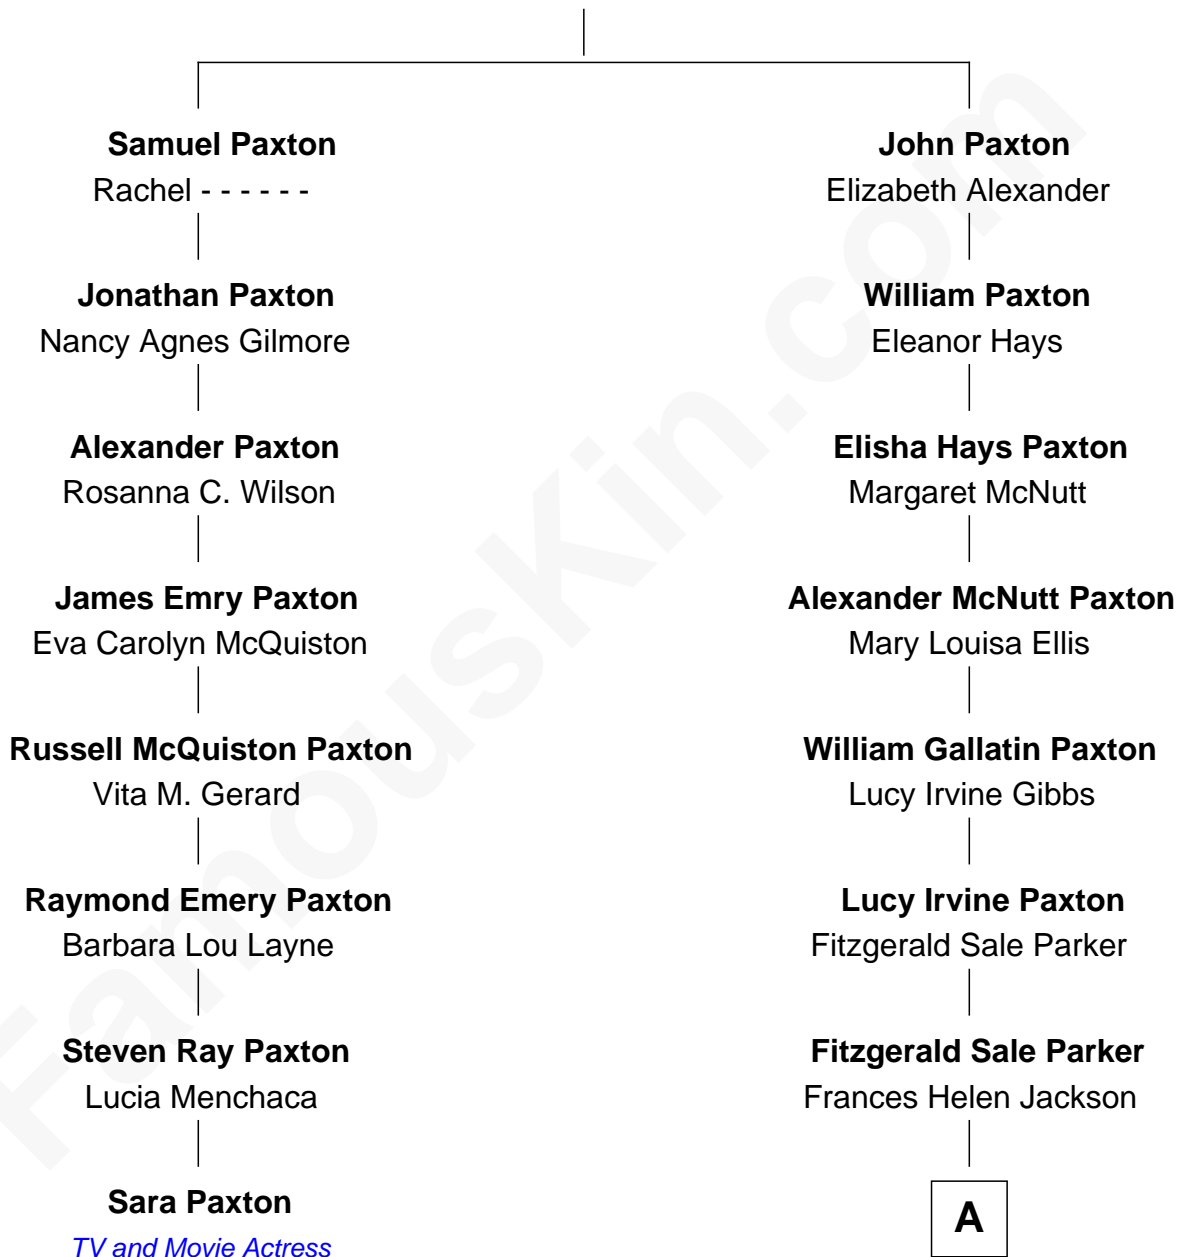 Samuel Paxton
Rachel - - - - - -
Jonathan Paxton
Nancy Agnes Gilmore
Alexander Paxton
Rosanna C. Wilson
James Emry Paxton
Eva Carolyn McQuiston
Russell McQuiston Paxton
Vita M. Gerard
Raymond Emery Paxton
Barbara Lou Layne
Steven Ray Paxton
Lucia Menchaca
Sara Paxton
TV and Movie Actress
John Paxton
Elizabeth Alexander
William Paxton
Eleanor Hays
Elisha Hays Paxton
Margaret McNutt
Alexander McNutt Paxton
Mary Louisa Ellis
William Gallatin Paxton
Lucy Irvine Gibbs
Lucy Irvine Paxton
Fitzgerald Sale Parker
Fitzgerald Sale Parker
Frances Helen Jackson
A
FamousKin.com